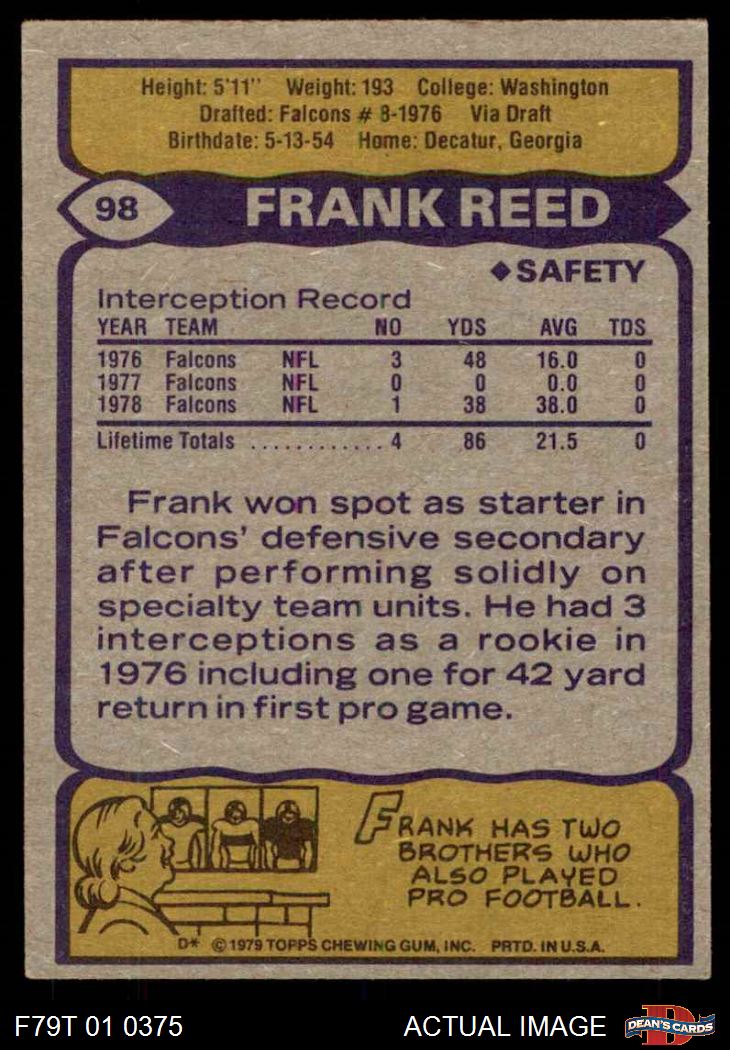 Height: 5'11" Weight: 193 College: Washington
Drafted: Falcons # 8-1976 Via Draft
Birthdate: 5-13-54 Home: Decatur, Georgia
98 FRANK REED
◆SAFETY
Interception Record
YEAR TEAM NO YDS AVG TDS
1976 Falcons NFL 3 48 16.0 0
1977 Falcons NFL 0 0 0.0 0
1978 Falcons NFL 1 38 38.0 0
Lifetime Totals ............ 4 86 21.5 0
Frank won spot as starter in
Falcons' defensive secondary
after performing solidly on
specialty team units. He had 3
interceptions as a rookie in
1976 including one for 42 yard
return in first pro game.
FRANK HAS TWO
BROTHERS WHO
ALSO PLAYED
PRO FOOTBALL.
D* © 1979 TOPPS CHEWING GUM, INC. PRTD. IN U.S.A.
F79T 01 0375 ACTUAL IMAGE D DEAN'S CARDS